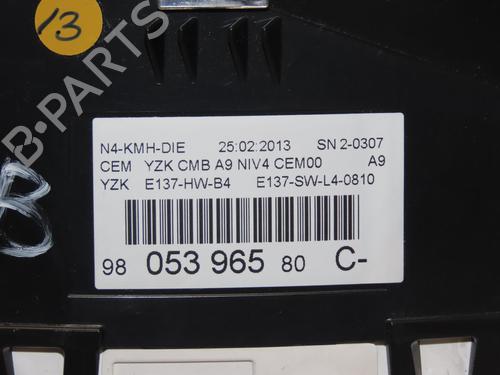 13
B-PARTS
N4-KMH-DIE 25:02:2013 SN 2-0307
CEM YZK CMB A9 NIV4 CEM00 A9
YZK E137-HW-B4 E137-SW-L4-0810
98 053 965 80 C-
B